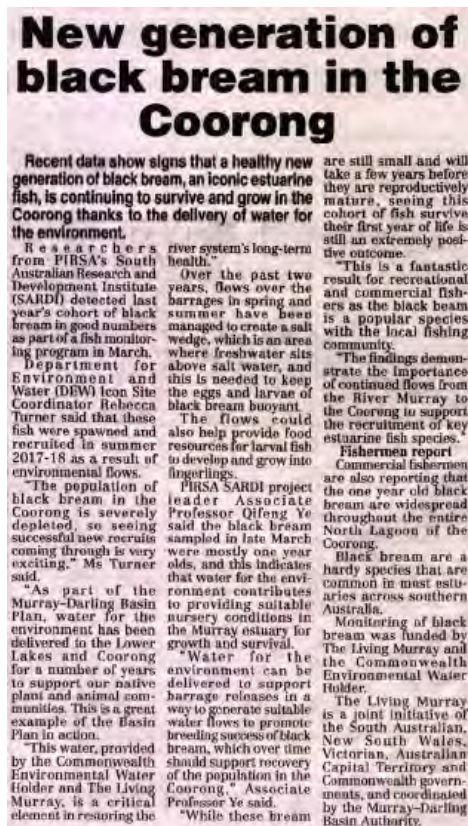 New generation of
black bream in the
Coorong
Recent data show signs that a healthy new
generation of black bream, an iconic estuarine
fish, is continuing to survive and grow in the
Coorong thanks to the delivery of water for
the environment.
Researchers
from PIRSA's South
Australian Research and
Development Institute
(SARDI) detected last
year's cohort of black
bream in good numbers
as part of a fish monitor-
ing program in March.
Department for
Environment and
Water (DEW) Icon Site
Coordinator Rebecca
Turner said that these
fish were spawned and
recruited in summer
2017-18 as a result of
environmental flows.
"The population of
black bream in the
Coorong is severely
depleted, so seeing
successful new recruits
coming through is very
exciting," Ms Turner
said.
"As part of the
Murray–Darling Basin
Plan, water for the
environment has been
delivered to the Lower
Lakes and Coorong
for a number of years
to support our native
plant and animal com-
munities. This is a great
example of the Basin
Plan in action.
"This water, provided
by the Commonwealth
Environmental Water
Holder and The Living
Murray, is a critical
element in restoring the
river system's long-term
health."
Over the past two
years, flows over the
barrages in spring and
summer have been
managed to create a salt
wedge, which is an area
where freshwater sits
above salt water, and
this is needed to keep
the eggs and larvae of
black bream buoyant.
The flows could
also help provide food
resources for larval fish
to develop and grow into
fingerlings.
PIRSA SARDI project
leader Associate
Professor Qifeng Ye
said the black bream
sampled in late March
were mostly one year
olds, and this indicates
that water for the envi-
ronment contributes
to providing suitable
nursery conditions in
the Murray estuary for
growth and survival.
"Water for the
environment can be
delivered to support
barrage releases in a
way to generate suitable
water flows to promote
breeding success of black
bream, which over time
should support recovery
of the population in the
Coorong," Associate
Professor Ye said.
"While these bream
are still small and will
take a few years before
they are reproductively
mature, seeing this
cohort of fish survive
their first year of life is
still an extremely posi-
tive outcome.
"This is a fantastic
result for recreational
and commercial fish-
ers as the black beam
is a popular species
with the local fishing
community.
"The findings demon-
strate the importance
of continued flows from
the River Murray to
the Coorong to support
the recruitment of key
estuarine fish species."
Fishermen report
Commercial fishermen
are also reporting that
the one year old black
bream are widespread
throughout the entire
North Lagoon of the
Coorong.
Black bream are a
hardy species that are
common in most estu-
aries across southern
Australia.
Monitoring of black
bream was funded by
The Living Murray and
the Commonwealth
Environmental Water
Holder.
The Living Murray
is a joint initiative of
the South Australian,
New South Wales,
Victorian, Australian
Capital Territory and
Commonwealth govern-
ments, and coordinated
by the Murray-Darling
Basin Authority.